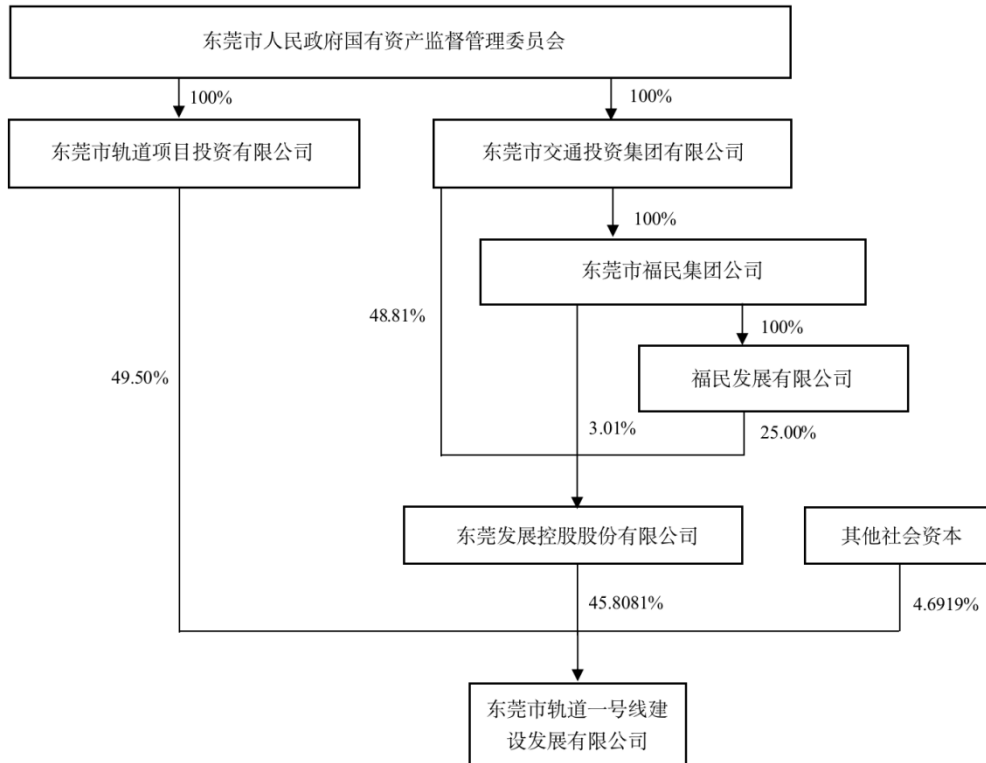 东莞市人民政府国有资产监督管理委员会
100%
100%
东莞市轨道项目投资有限公司
东莞市交通投资集团有限公司
100%
东莞市福民集团公司
48.81%
100%
49.50%
福民发展有限公司
3.01%
25.00%
东莞发展控股股份有限公司
其他社会资本
45.8081%
4.6919%
东莞市轨道一号线建
设发展有限公司